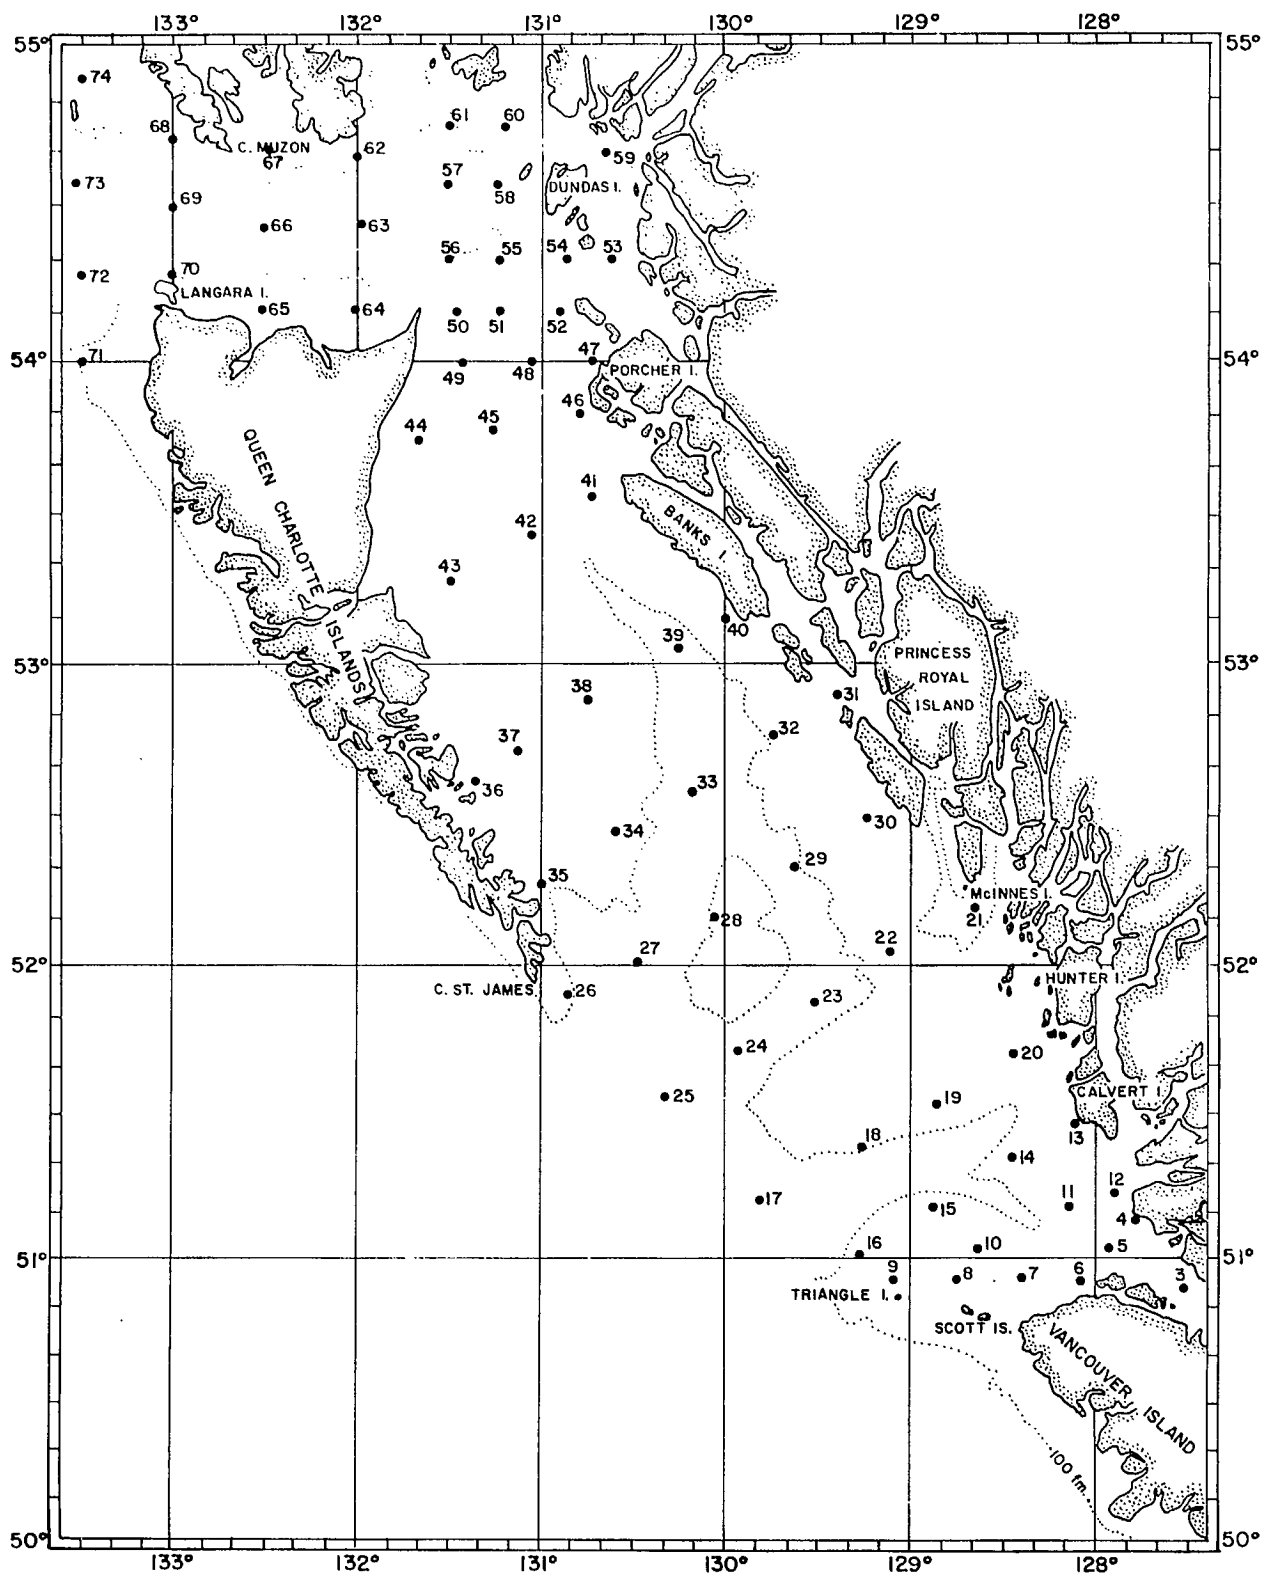 133° 132° 131° 130° 129° 128°
55° 55°
74
61 60
68
C. MUZON
67
62
59
73
57
58
DUNDAS I.
69
66
63
56 55 54 53
72
70
LANGARA I.
65 64
50 51 52
54° 54°
71
49 48 47
PORCHER I.
46
44 45
41
42
43
BANKS I.
QUEEN CHARLOTTE ISLANDS
40
39
53° 53°
PRINCESS
ROYAL
ISLAND
38
31
37
32
36
33
34
30
29
35
McINNES I.
21
28
22
27
52° 52°
HUNTER I.
C. ST. JAMES
26
23
24
20
25
19
CALVERT I.
13
18
14
17
15
11
12
4
16
10
5
51° 51°
9 8 7 6 3
TRIANGLE I.
SCOTT IS.
VANCOUVER ISLAND
100 fm.
50° 50°
133° 132° 131° 130° 129° 128°